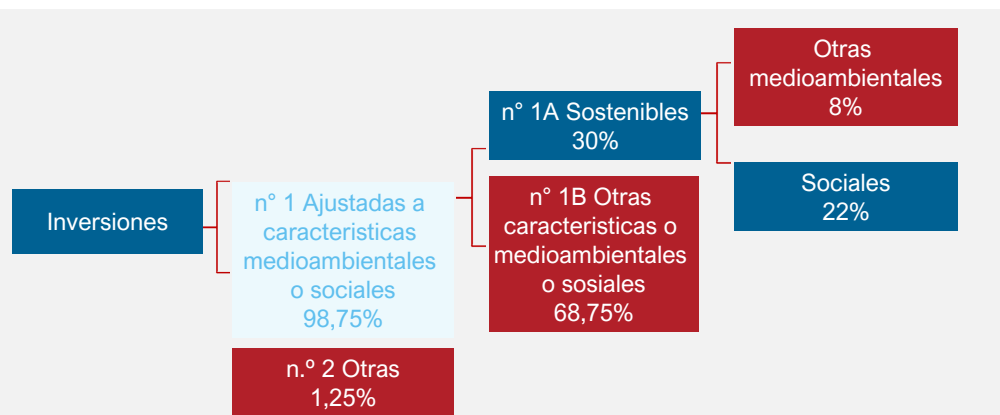 Inversiones
n° 1 Ajustadas a
caracteristicas
medioambientales
o sociales
98,75%
n.º 2 Otras
1,25%
n° 1A Sostenibles
30%
n° 1B Otras
caracteristicas o
medioambientales
o sosiales
68,75%
Otras
medioambientales
8%
Sociales
22%